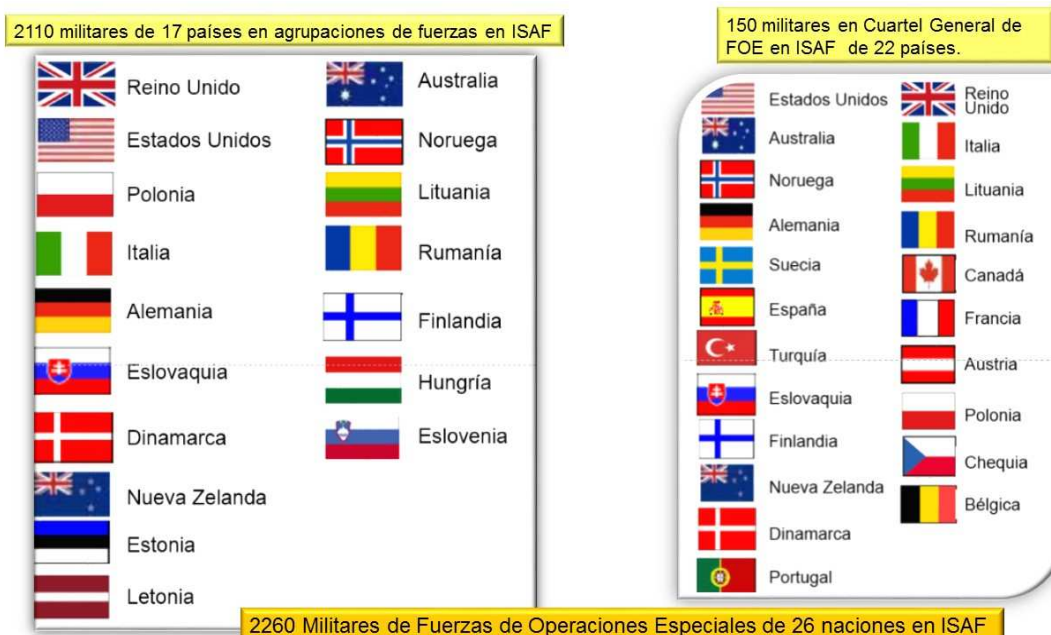 2110 militares de 17 países en agrupaciones de fuerzas en ISAF
Reino Unido
Estados Unidos
Polonia
Italia
Alemania
Eslovaquia
Dinamarca
Nueva Zelanda
Estonia
Letonia
Australia
Noruega
Lituania
Rumanía
Finlandia
Hungría
Eslovenia
150 militares en Cuartel General de
FOE en ISAF de 22 países.
Estados Unidos
Australia
Noruega
Alemania
Suecia
España
Turquía
Eslovaquia
Finlandia
Nueva Zelanda
Dinamarca
Portugal
Reino
Unido
Italia
Lituania
Rumanía
Canadá
Francia
Austria
Polonia
Chequia
Bélgica
2260 Militares de Fuerzas de Operaciones Especiales de 26 naciones en ISAF